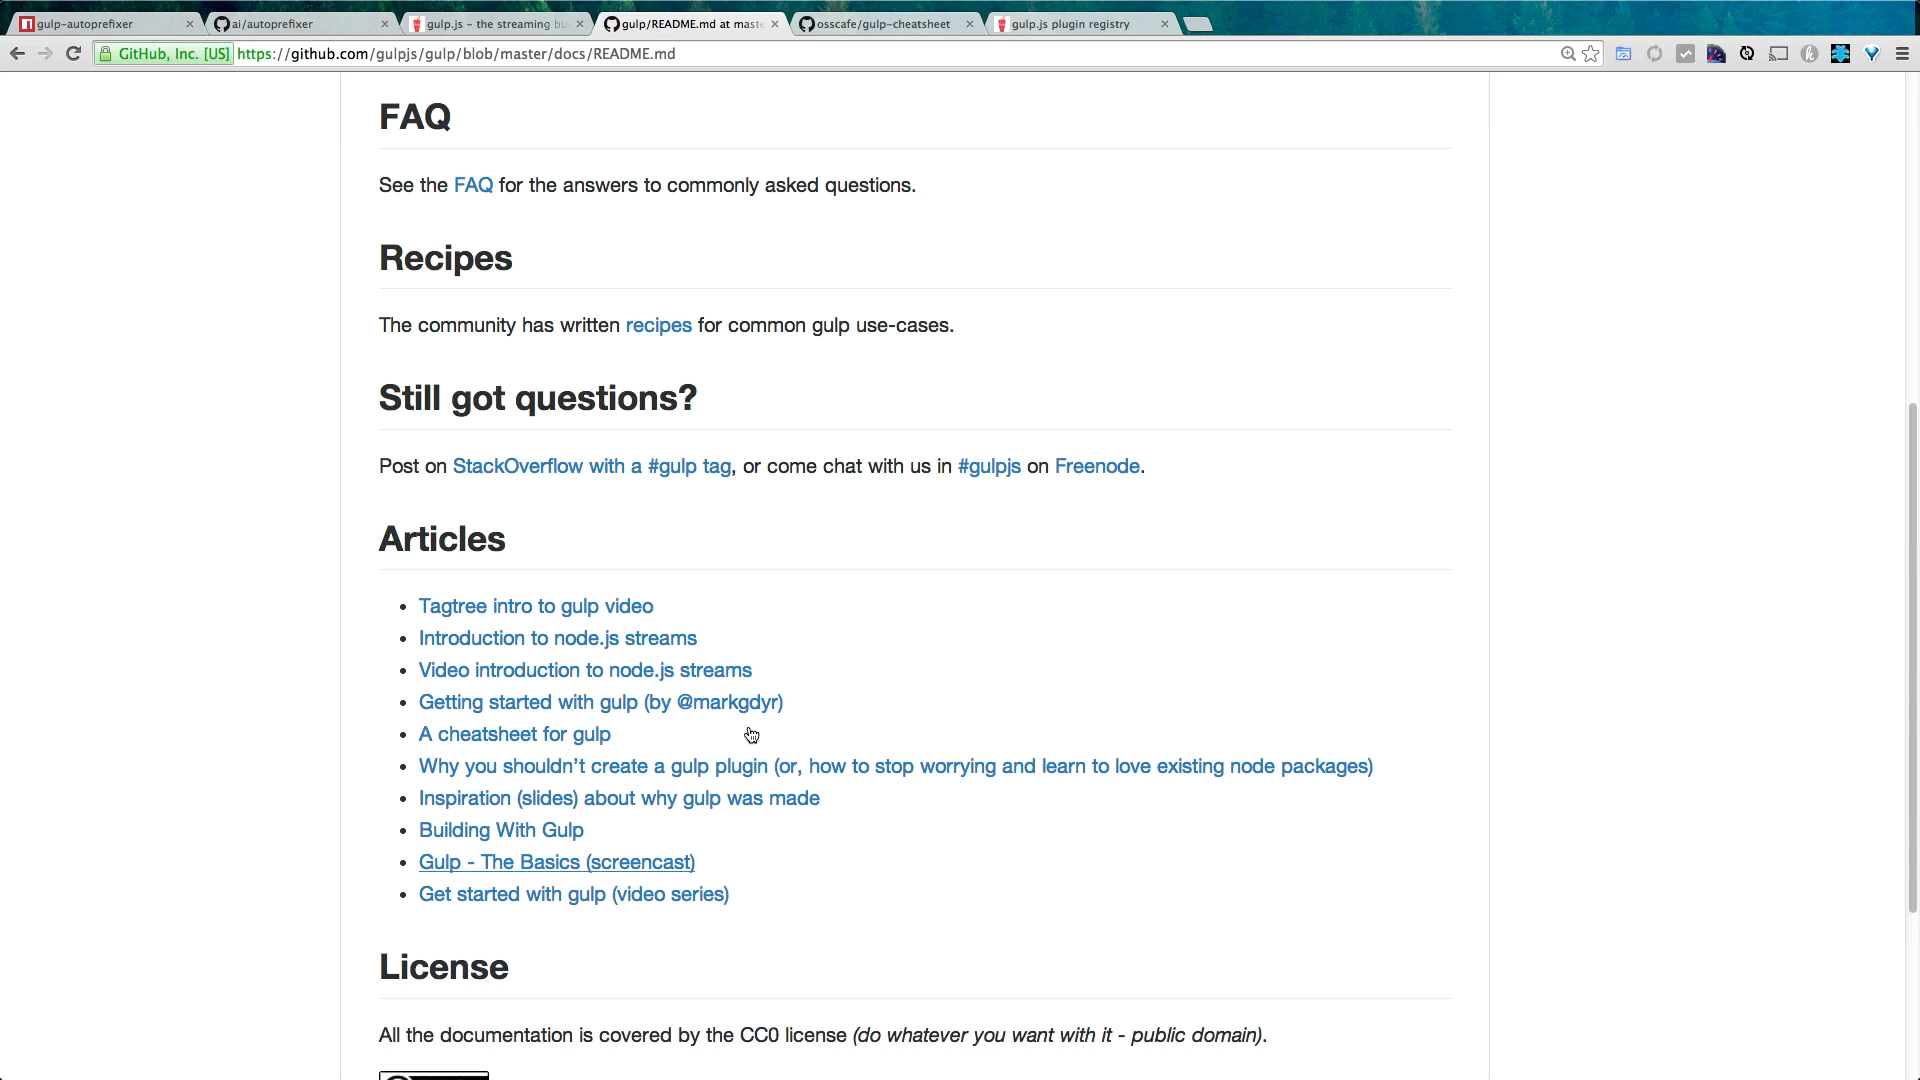 gulp-autoprefixer
ai/autoprefixer
gulp.js - the streaming bu
gulp/README.md at mast
osscafe/gulp-cheatsheet
gulp.js plugin registry
GitHub, Inc. [US] https://github.com/gulpjs/gulp/blob/master/docs/README.md
FAQ
See the FAQ for the answers to commonly asked questions.
Recipes
The community has written recipes for common gulp use-cases.
Still got questions?
Post on StackOverflow with a #gulp tag, or come chat with us in #gulpjs on Freenode.
Articles
• Tagtree intro to gulp video
• Introduction to node.js streams
• Video introduction to node.js streams
• Getting started with gulp (by @markgdyr)
• A cheatsheet for gulp
• Why you shouldn’t create a gulp plugin (or, how to stop worrying and learn to love existing node packages)
• Inspiration (slides) about why gulp was made
• Building With Gulp
• Gulp - The Basics (screencast)
• Get started with gulp (video series)
License
All the documentation is covered by the CC0 license (do whatever you want with it - public domain).